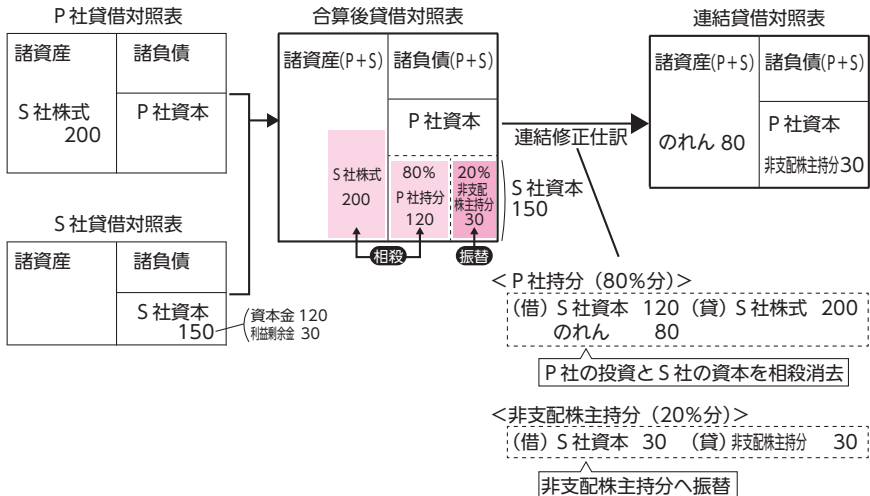 P社貸借対照表
諸資産
諸負債
S社株式
200
P社資本
S社貸借対照表
諸資産
諸負債
S社資本
150
資本金 120
利益剰余金 30
合算後貸借対照表
諸資産(P+S)
諸負債(P+S)
P社資本
S社株式
200
80%
P社持分
120
20%
非支配
株主持分
30
S社資本
150
相殺
振替
連結修正仕訳
連結貸借対照表
諸資産(P+S)
諸負債(P+S)
のれん 80
P社資本
非支配株主持分30
<P社持分（80%分）>
(借) S社資本 120 (貸) S社株式 200
のれん 80
P社の投資とS社の資本を相殺消去
<非支配株主持分（20%分）>
(借) S社資本 30 (貸) 非支配株主持分 30
非支配株主持分へ振替